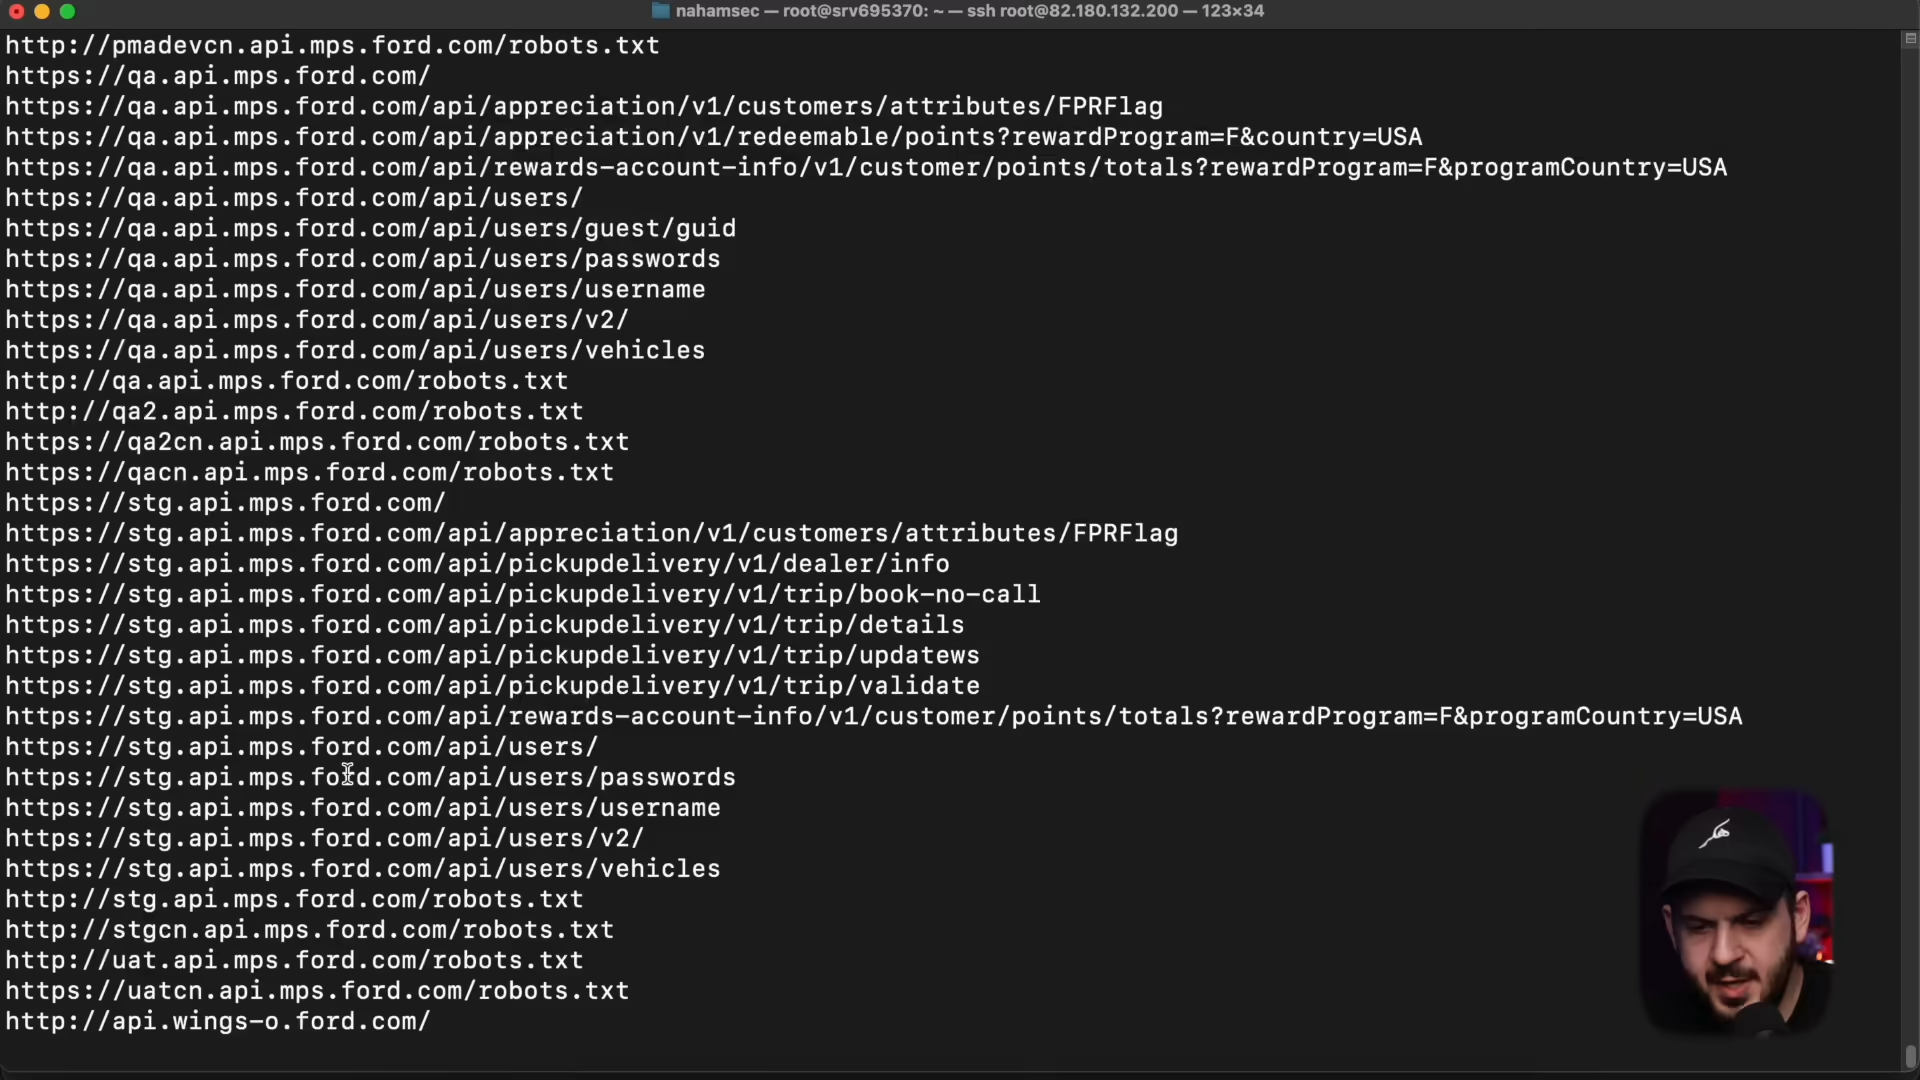 nahamsec — root@srv695370: ~ — ssh root@82.180.132.200 — 123×34
http://pmadevcn.api.mps.ford.com/robots.txt
https://qa.api.mps.ford.com/
https://qa.api.mps.ford.com/api/appreciation/v1/customers/attributes/FPRFlag
https://qa.api.mps.ford.com/api/appreciation/v1/redeemable/points?rewardProgram=F&country=USA
https://qa.api.mps.ford.com/api/rewards-account-info/v1/customer/points/totals?rewardProgram=F&programCountry=USA
https://qa.api.mps.ford.com/api/users/
https://qa.api.mps.ford.com/api/users/guest/guid
https://qa.api.mps.ford.com/api/users/passwords
https://qa.api.mps.ford.com/api/users/username
https://qa.api.mps.ford.com/api/users/v2/
https://qa.api.mps.ford.com/api/users/vehicles
http://qa.api.mps.ford.com/robots.txt
http://qa2.api.mps.ford.com/robots.txt
https://qa2cn.api.mps.ford.com/robots.txt
https://qacn.api.mps.ford.com/robots.txt
https://stg.api.mps.ford.com/
https://stg.api.mps.ford.com/api/appreciation/v1/customers/attributes/FPRFlag
https://stg.api.mps.ford.com/api/pickupdelivery/v1/dealer/info
https://stg.api.mps.ford.com/api/pickupdelivery/v1/trip/book-no-call
https://stg.api.mps.ford.com/api/pickupdelivery/v1/trip/details
https://stg.api.mps.ford.com/api/pickupdelivery/v1/trip/updatews
https://stg.api.mps.ford.com/api/pickupdelivery/v1/trip/validate
https://stg.api.mps.ford.com/api/rewards-account-info/v1/customer/points/totals?rewardProgram=F&programCountry=USA
https://stg.api.mps.ford.com/api/users/
https://stg.api.mps.ford.com/api/users/passwords
https://stg.api.mps.ford.com/api/users/username
https://stg.api.mps.ford.com/api/users/v2/
https://stg.api.mps.ford.com/api/users/vehicles
http://stg.api.mps.ford.com/robots.txt
http://stgcn.api.mps.ford.com/robots.txt
http://uat.api.mps.ford.com/robots.txt
https://uatcn.api.mps.ford.com/robots.txt
http://api.wings-o.ford.com/